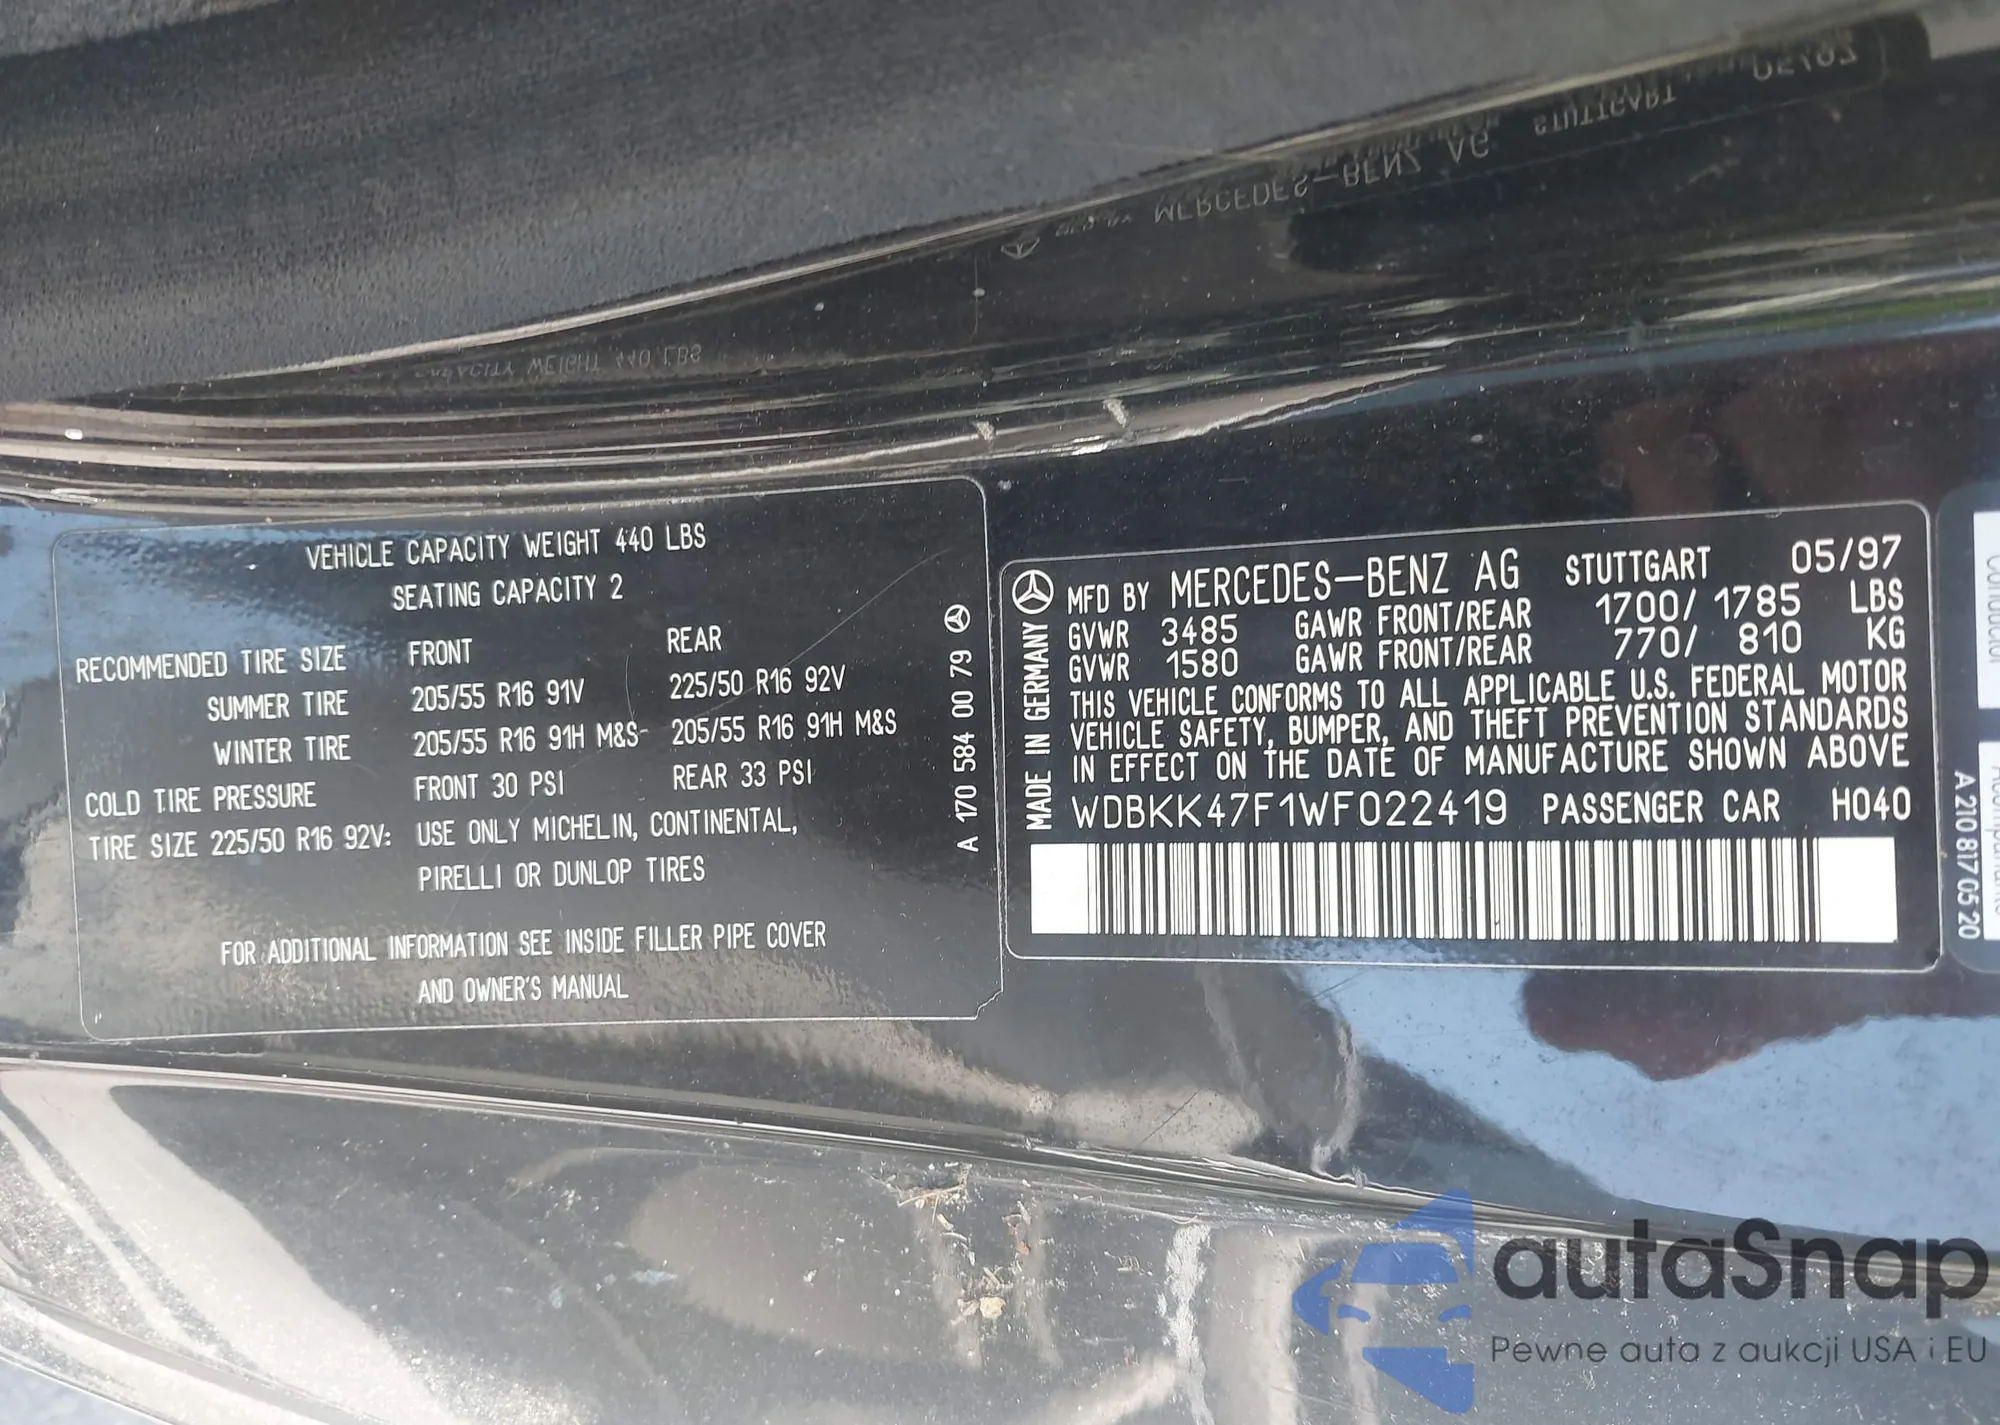 VEHICLE CAPACITY WEIGHT 440 LBS
SEATING CAPACITY 2
RECOMMENDED TIRE SIZE FRONT REAR
SUMMER TIRE 205/55 R16 91V 225/50 R16 92V
WINTER TIRE 205/55 R16 91H M&S 205/55 R16 91H M&S
COLD TIRE PRESSURE FRONT 30 PSI REAR 33 PSI
TIRE SIZE 225/50 R16 92V: USE ONLY MICHELIN, CONTINENTAL,
PIRELLI OR DUNLOP TIRES
FOR ADDITIONAL INFORMATION SEE INSIDE FILLER PIPE COVER
AND OWNER'S MANUAL
A 170 584 00 79
MADE IN GERMANY
MFD BY MERCEDES-BENZ AG STUTTGART 05/97
GVWR 3485 GAWR FRONT/REAR 1700/ 1785 LBS
GVWR 1580 GAWR FRONT/REAR 770/ 810 KG
THIS VEHICLE CONFORMS TO ALL APPLICABLE U.S. FEDERAL MOTOR
VEHICLE SAFETY, BUMPER, AND THEFT PREVENTION STANDARDS
IN EFFECT ON THE DATE OF MANUFACTURE SHOWN ABOVE
WDBKK47F1WF022419 PASSENGER CAR H040
A 210 817 05 20
autaSnap
Pewne auta z aukcji USA i EU